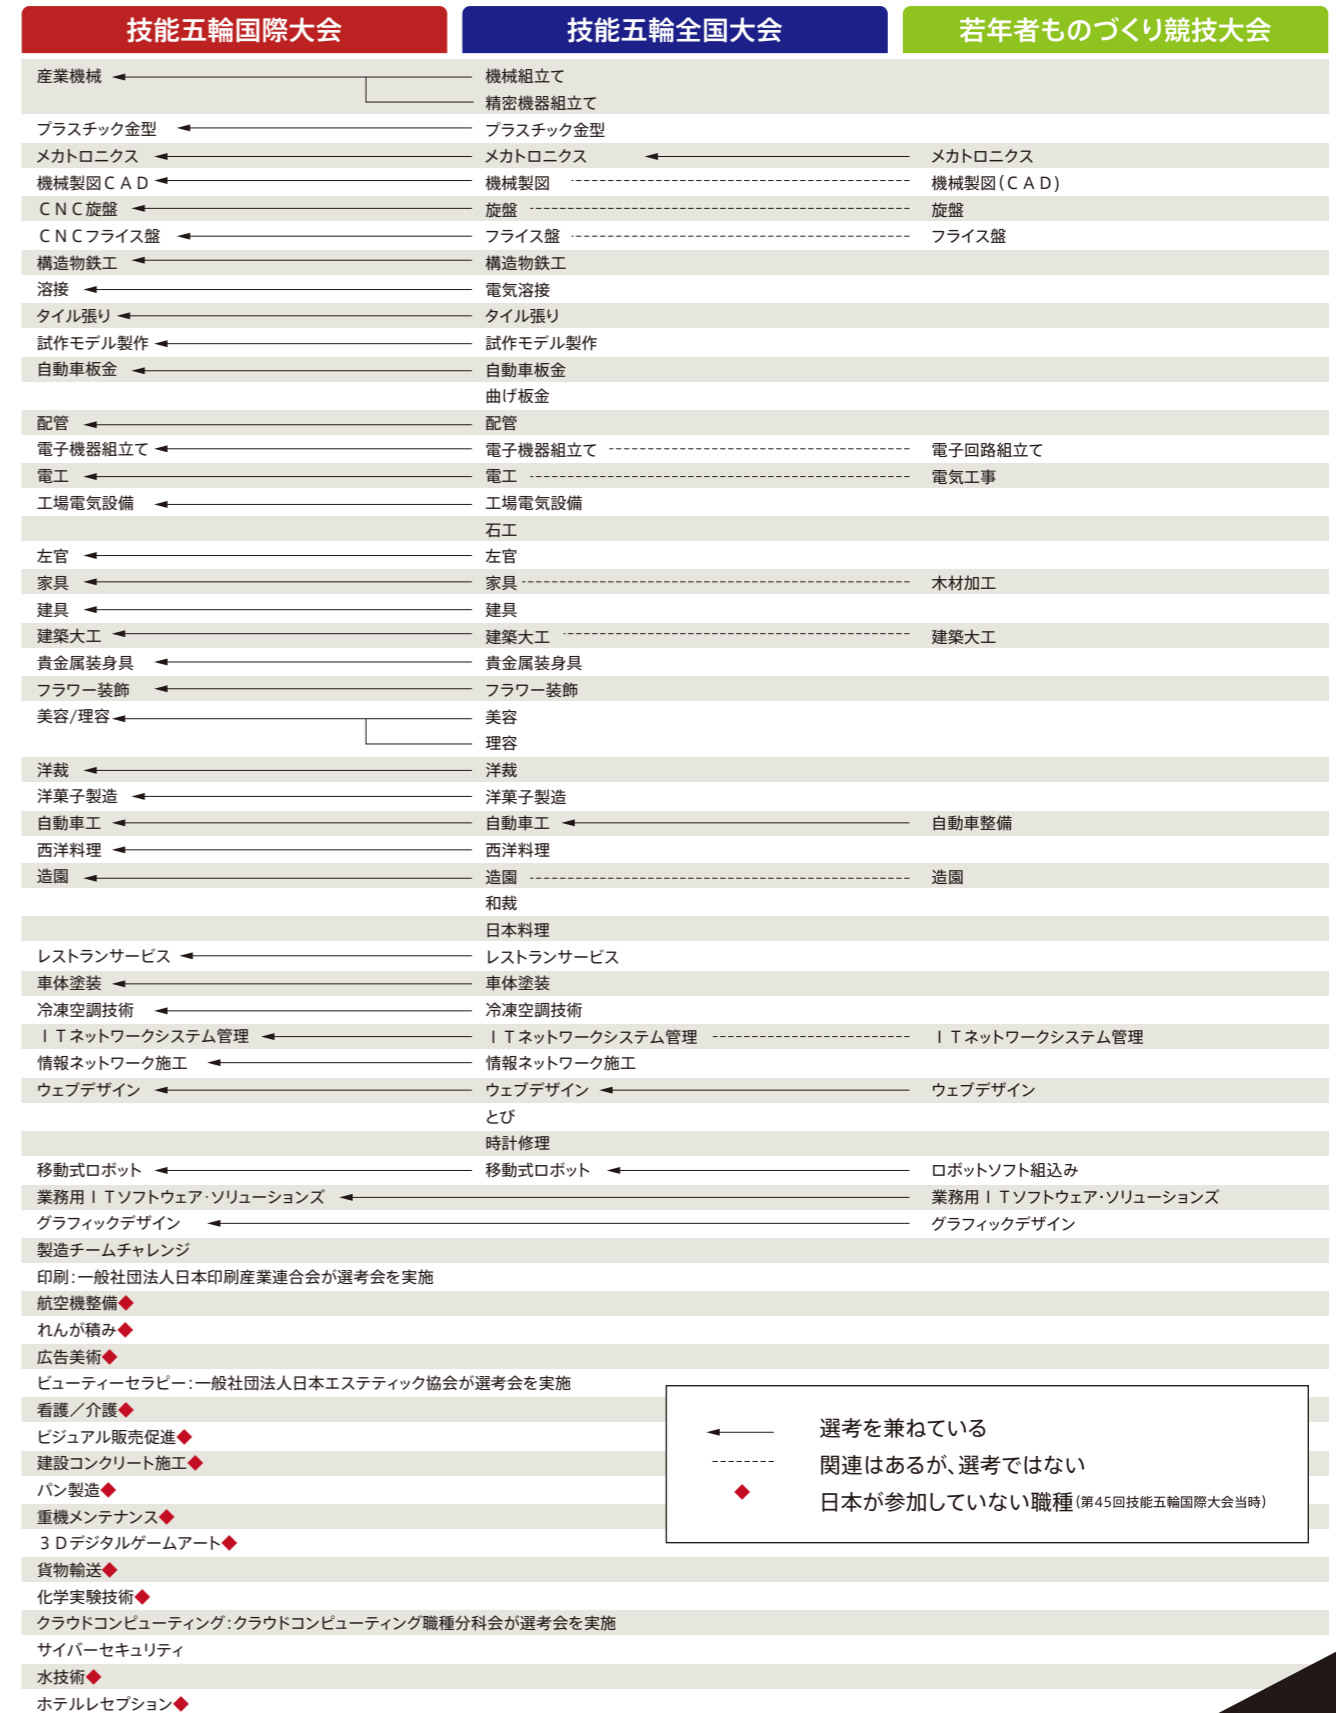 技能五輪国際大会 技能五輪全国大会 若年者ものづくり競技大会
産業機械 機械組立て
精密機器組立て
プラスチック金型 プラスチック金型
メカトロニクス メカトロニクス メカトロニクス
機械製図CAD 機械製図 機械製図(CAD)
CNC旋盤 旋盤 旋盤
CNCフライス盤 フライス盤 フライス盤
構造物鉄工 構造物鉄工
溶接 電気溶接
タイル張り タイル張り
試作モデル製作 試作モデル製作
自動車板金 自動車板金
曲げ板金
配管 配管
電子機器組立て 電子機器組立て 電子回路組立て
電工 電工 電気工事
工場電気設備 工場電気設備
石工
左官 左官
家具 家具 木材加工
建具 建具
建築大工 建築大工 建築大工
貴金属装身具 貴金属装身具
フラワー装飾 フラワー装飾
美容/理容 美容
理容
洋裁 洋裁
洋菓子製造 洋菓子製造
自動車工 自動車工 自動車整備
西洋料理 西洋料理
造園 造園 造園
和裁
日本料理
レストランサービス レストランサービス
車体塗装 車体塗装
冷凍空調技術 冷凍空調技術
ITネットワークシステム管理 ITネットワークシステム管理 ITネットワークシステム管理
情報ネットワーク施工 情報ネットワーク施工
ウェブデザイン ウェブデザイン ウェブデザイン
とび
時計修理
移動式ロボット 移動式ロボット ロボットソフト組込み
業務用ITソフトウェア・ソリューションズ 業務用ITソフトウェア・ソリューションズ
グラフィックデザイン グラフィックデザイン
製造チームチャレンジ
印刷:一般社団法人日本印刷産業連合会が選考会を実施
航空機整備◆
れんが積み◆
広告美術◆
ビューティーセラピー:一般社団法人日本エステティック協会が選考会を実施
看護/介護◆
ビジュアル販売促進◆
建設コンクリート施工◆
パン製造◆
重機メンテナンス◆
3Dデジタルゲームアート◆
貨物輸送◆
化学実験技術◆
クラウドコンピューティング:クラウドコンピューティング職種分科会が選考会を実施
サイバーセキュリティ
水技術◆
ホテルレセプション◆
選考を兼ねている
関連はあるが、選考ではない
◆ 日本が参加していない職種(第45回技能五輪国際大会当時)